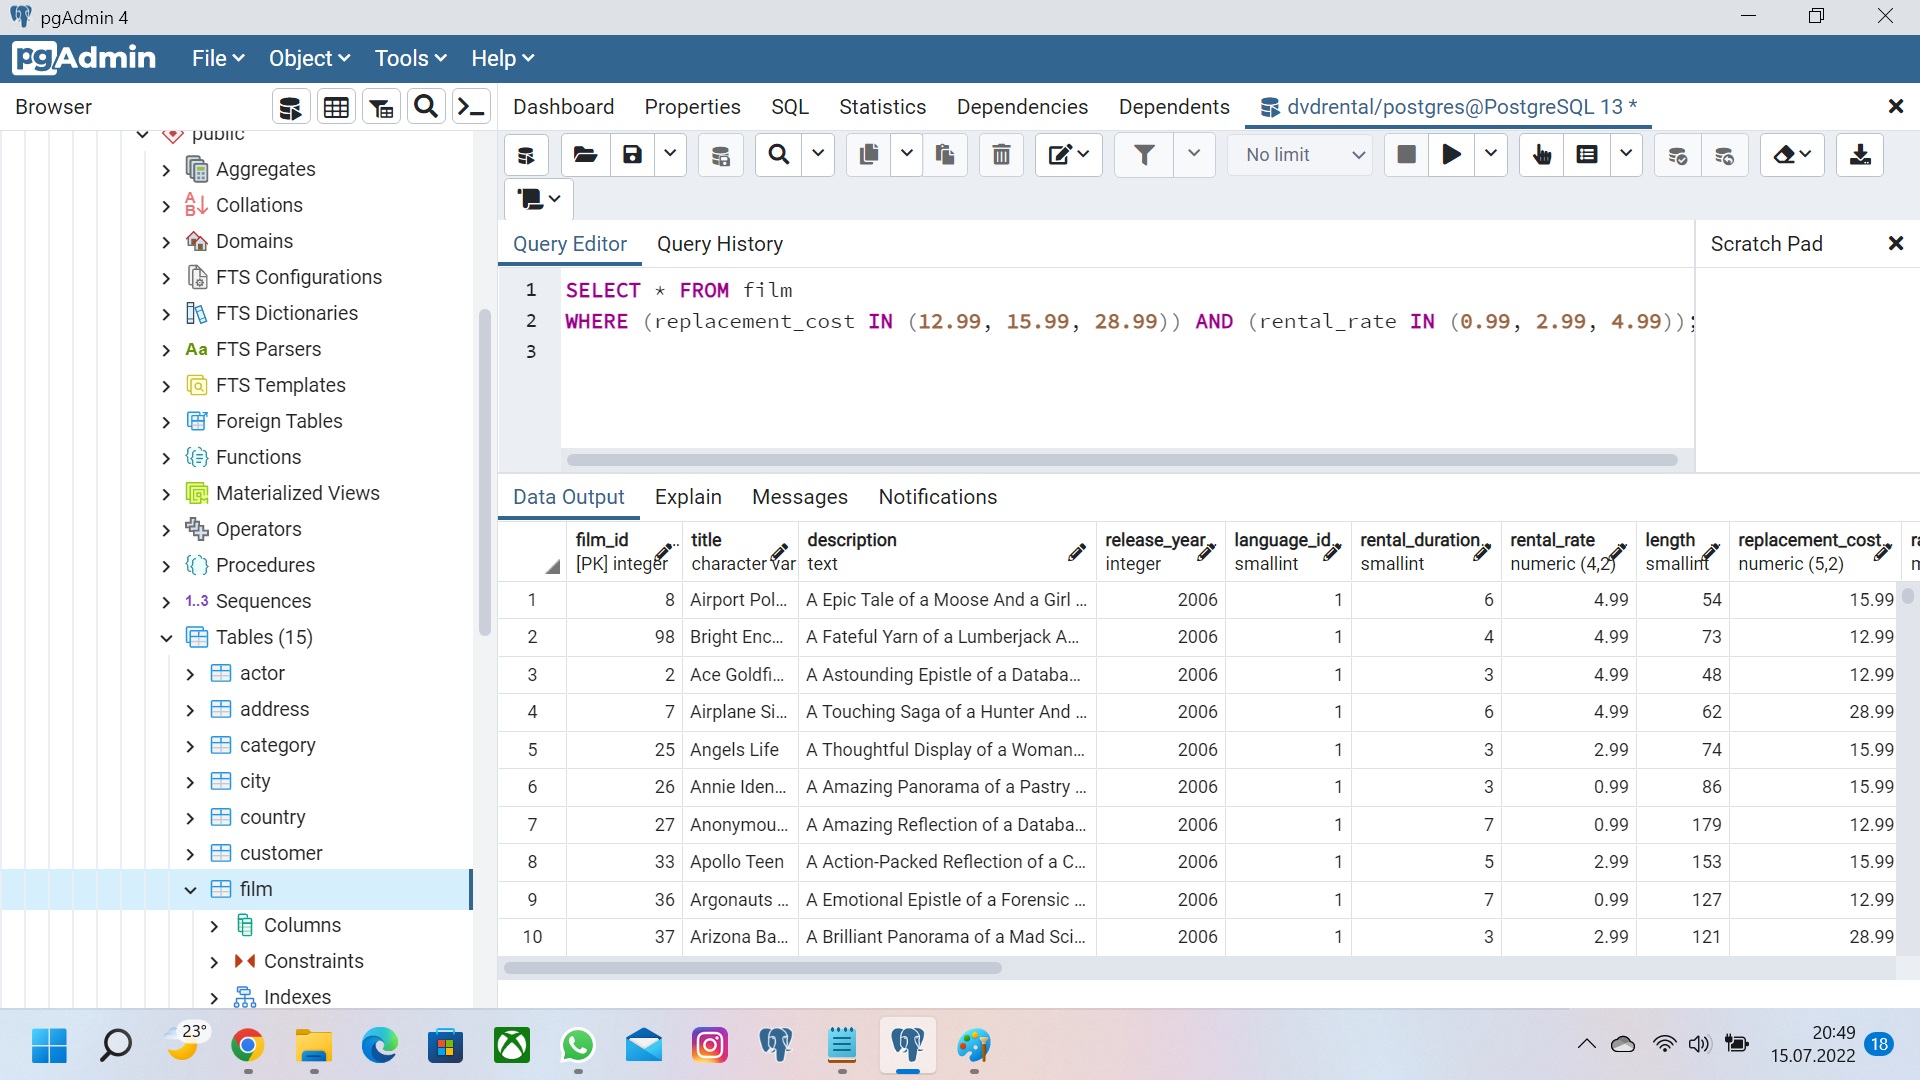 pgAdmin 4
pgAdmin File Object Tools Help
Browser
Dashboard Properties SQL Statistics Dependencies Dependents dvdrental/postgres@PostgreSQL 13 *
No limit
public
Aggregates
Collations
Domains
FTS Configurations
FTS Dictionaries
Aa FTS Parsers
FTS Templates
Foreign Tables
Functions
Materialized Views
Operators
Procedures
1..3 Sequences
Tables (15)
actor
address
category
city
country
customer
film
Columns
Constraints
Indexes
Query Editor Query History
Scratch Pad
1 SELECT * FROM film
2 WHERE (replacement_cost IN (12.99, 15.99, 28.99)) AND (rental_rate IN (0.99, 2.99, 4.99));
3
Data Output Explain Messages Notifications
film_id title description release_year language_id rental_duration rental_rate length replacement_cost
[PK] integer character var text integer smallint smallint numeric (4,2) smallint numeric (5,2)
1 8 Airport Pol... A Epic Tale of a Moose And a Girl ... 2006 1 6 4.99 54 15.99
2 98 Bright Enc... A Fateful Yarn of a Lumberjack A... 2006 1 4 4.99 73 12.99
3 2 Ace Goldfi... A Astounding Epistle of a Databa... 2006 1 3 4.99 48 12.99
4 7 Airplane Si... A Touching Saga of a Hunter And ... 2006 1 6 4.99 62 28.99
5 25 Angels Life A Thoughtful Display of a Woman... 2006 1 3 2.99 74 15.99
6 26 Annie Iden... A Amazing Panorama of a Pastry ... 2006 1 3 0.99 86 15.99
7 27 Anonymou... A Amazing Reflection of a Databa... 2006 1 7 0.99 179 12.99
8 33 Apollo Teen A Action-Packed Reflection of a C... 2006 1 5 2.99 153 15.99
9 36 Argonauts ... A Emotional Epistle of a Forensic ... 2006 1 7 0.99 127 12.99
10 37 Arizona Ba... A Brilliant Panorama of a Mad Sci... 2006 1 3 2.99 121 28.99
23°
20:49
15.07.2022
18